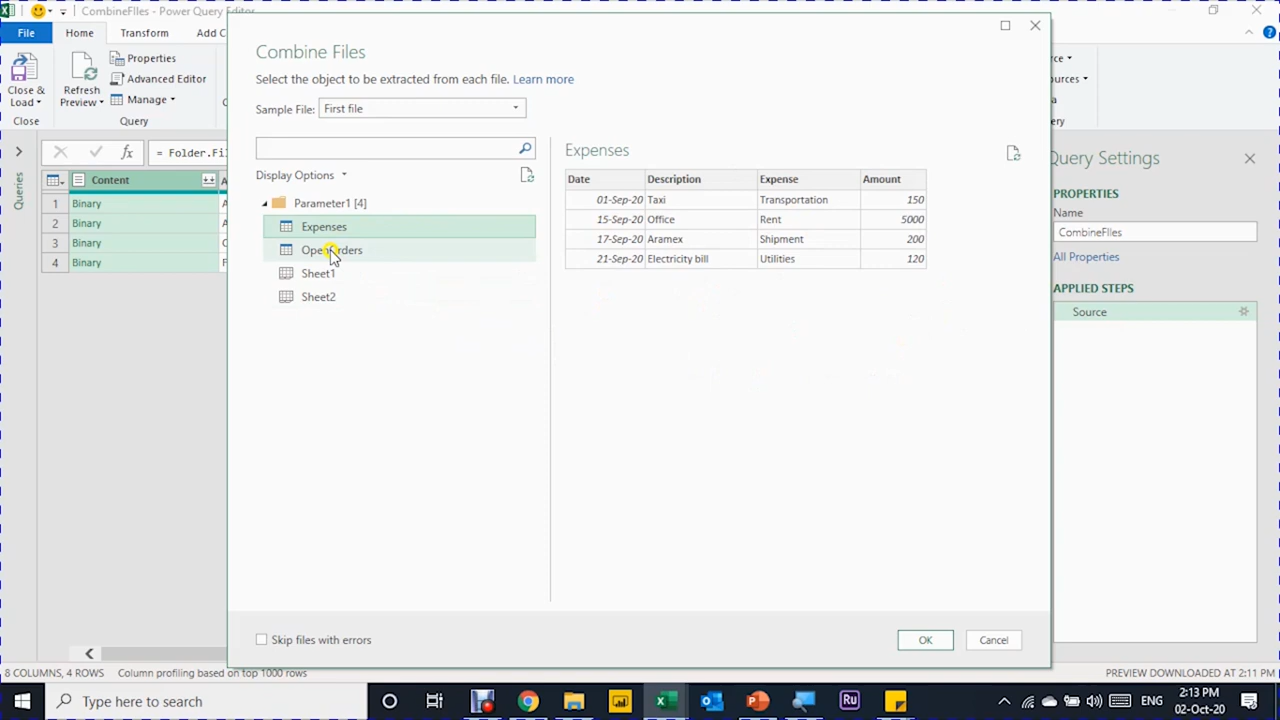 CombineFIles - Power Query Editor
File
Home
Transform
Add C
Close &
Load
Refresh
Preview
Properties
Advanced Editor
Manage
Close
Query
= Folder.Fil
Content
1 Binary
2 Binary
3 Binary
4 Binary
Queries
8 COLUMNS, 4 ROWS
Column profiling based on top 1000 rows
Combine Files
Select the object to be extracted from each file. Learn more
Sample File: First file
Display Options
Parameter1 [4]
Expenses
OpenOrders
Sheet1
Sheet2
Expenses
Date Description Expense Amount
01-Sep-20 Taxi Transportation 150
15-Sep-20 Office Rent 5000
17-Sep-20 Aramex Shipment 200
21-Sep-20 Electricity bill Utilities 120
Skip files with errors
OK
Cancel
Query Settings
PROPERTIES
Name
CombineFIles
All Properties
APPLIED STEPS
Source
PREVIEW DOWNLOADED AT 2:11 PM
Type here to search
Ru
ENG
2:13 PM
02-Oct-20